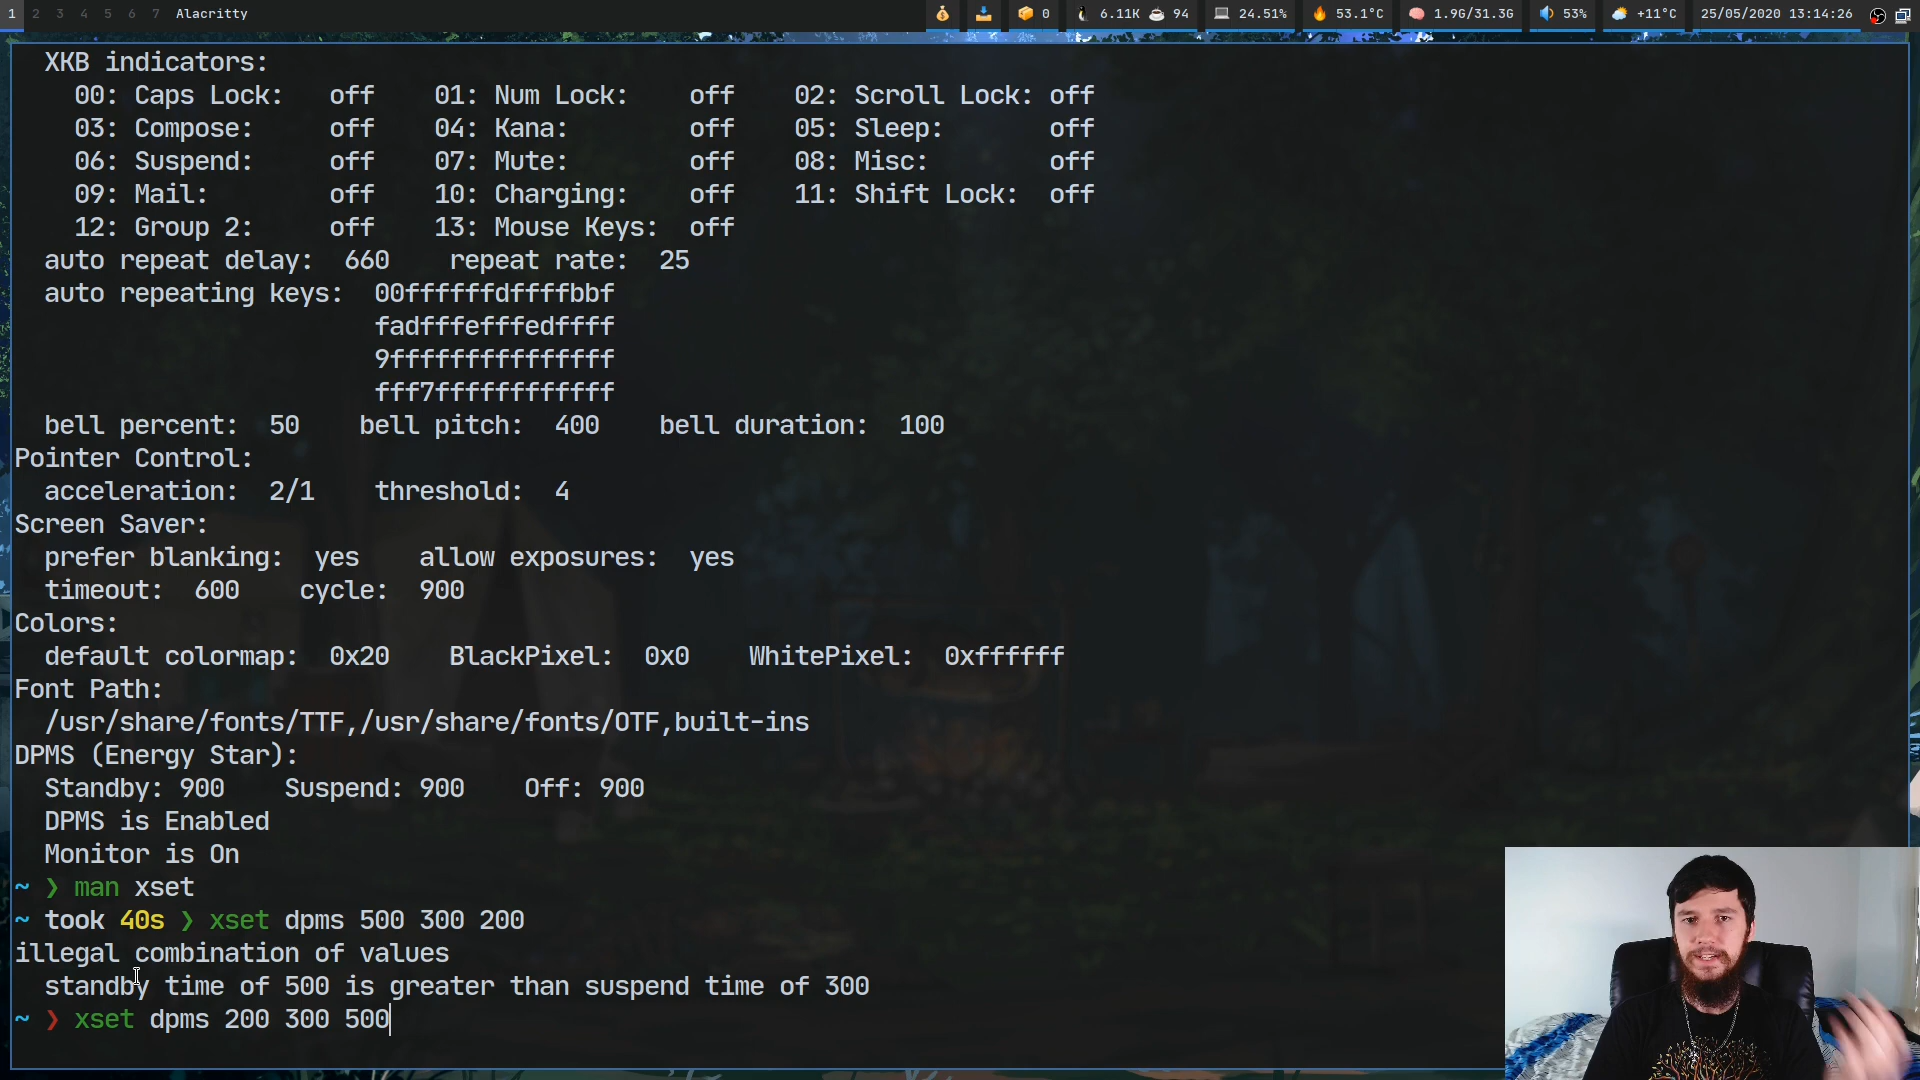 1 2 3 4 5 6 7 Alacritty 0 6.11K 94 24.51% 53.1°C 1.9G/31.3G 53% +11°C 25/05/2020 13:14:26
XKB indicators:
00: Caps Lock: off 01: Num Lock: off 02: Scroll Lock: off
03: Compose: off 04: Kana: off 05: Sleep: off
06: Suspend: off 07: Mute: off 08: Misc: off
09: Mail: off 10: Charging: off 11: Shift Lock: off
12: Group 2: off 13: Mouse Keys: off
auto repeat delay: 660 repeat rate: 25
auto repeating keys: 00ffffffdffffbbf
fadfffefffedffff
9fffffffffffffff
fff7ffffffffffff
bell percent: 50 bell pitch: 400 bell duration: 100
Pointer Control:
acceleration: 2/1 threshold: 4
Screen Saver:
prefer blanking: yes allow exposures: yes
timeout: 600 cycle: 900
Colors:
default colormap: 0x20 BlackPixel: 0x0 WhitePixel: 0xffffff
Font Path:
/usr/share/fonts/TTF,/usr/share/fonts/OTF,built-ins
DPMS (Energy Star):
Standby: 900 Suspend: 900 Off: 900
DPMS is Enabled
Monitor is On
~ ❯ man xset
~ took 40s ❯ xset dpms 500 300 200
illegal combination of values
standby time of 500 is greater than suspend time of 300
~ ❯ xset dpms 200 300 500